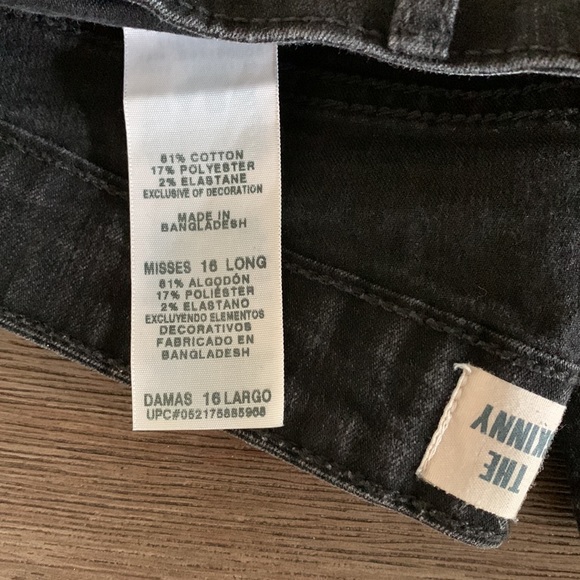 81% COTTON
17% POLYESTER
2% ELASTANE
EXCLUSIVE OF DECORATION
MADE IN
BANGLADESH
MISSES 16 LONG
81% ALGODÓN
17% POLIÉSTER
2% ELASTANO
EXCLUYENDO ELEMENTOS
DECORATIVOS
FABRICADO EN
BANGLADESH
DAMAS 16 LARGO
UPC#052175885968
THE
SKINNY